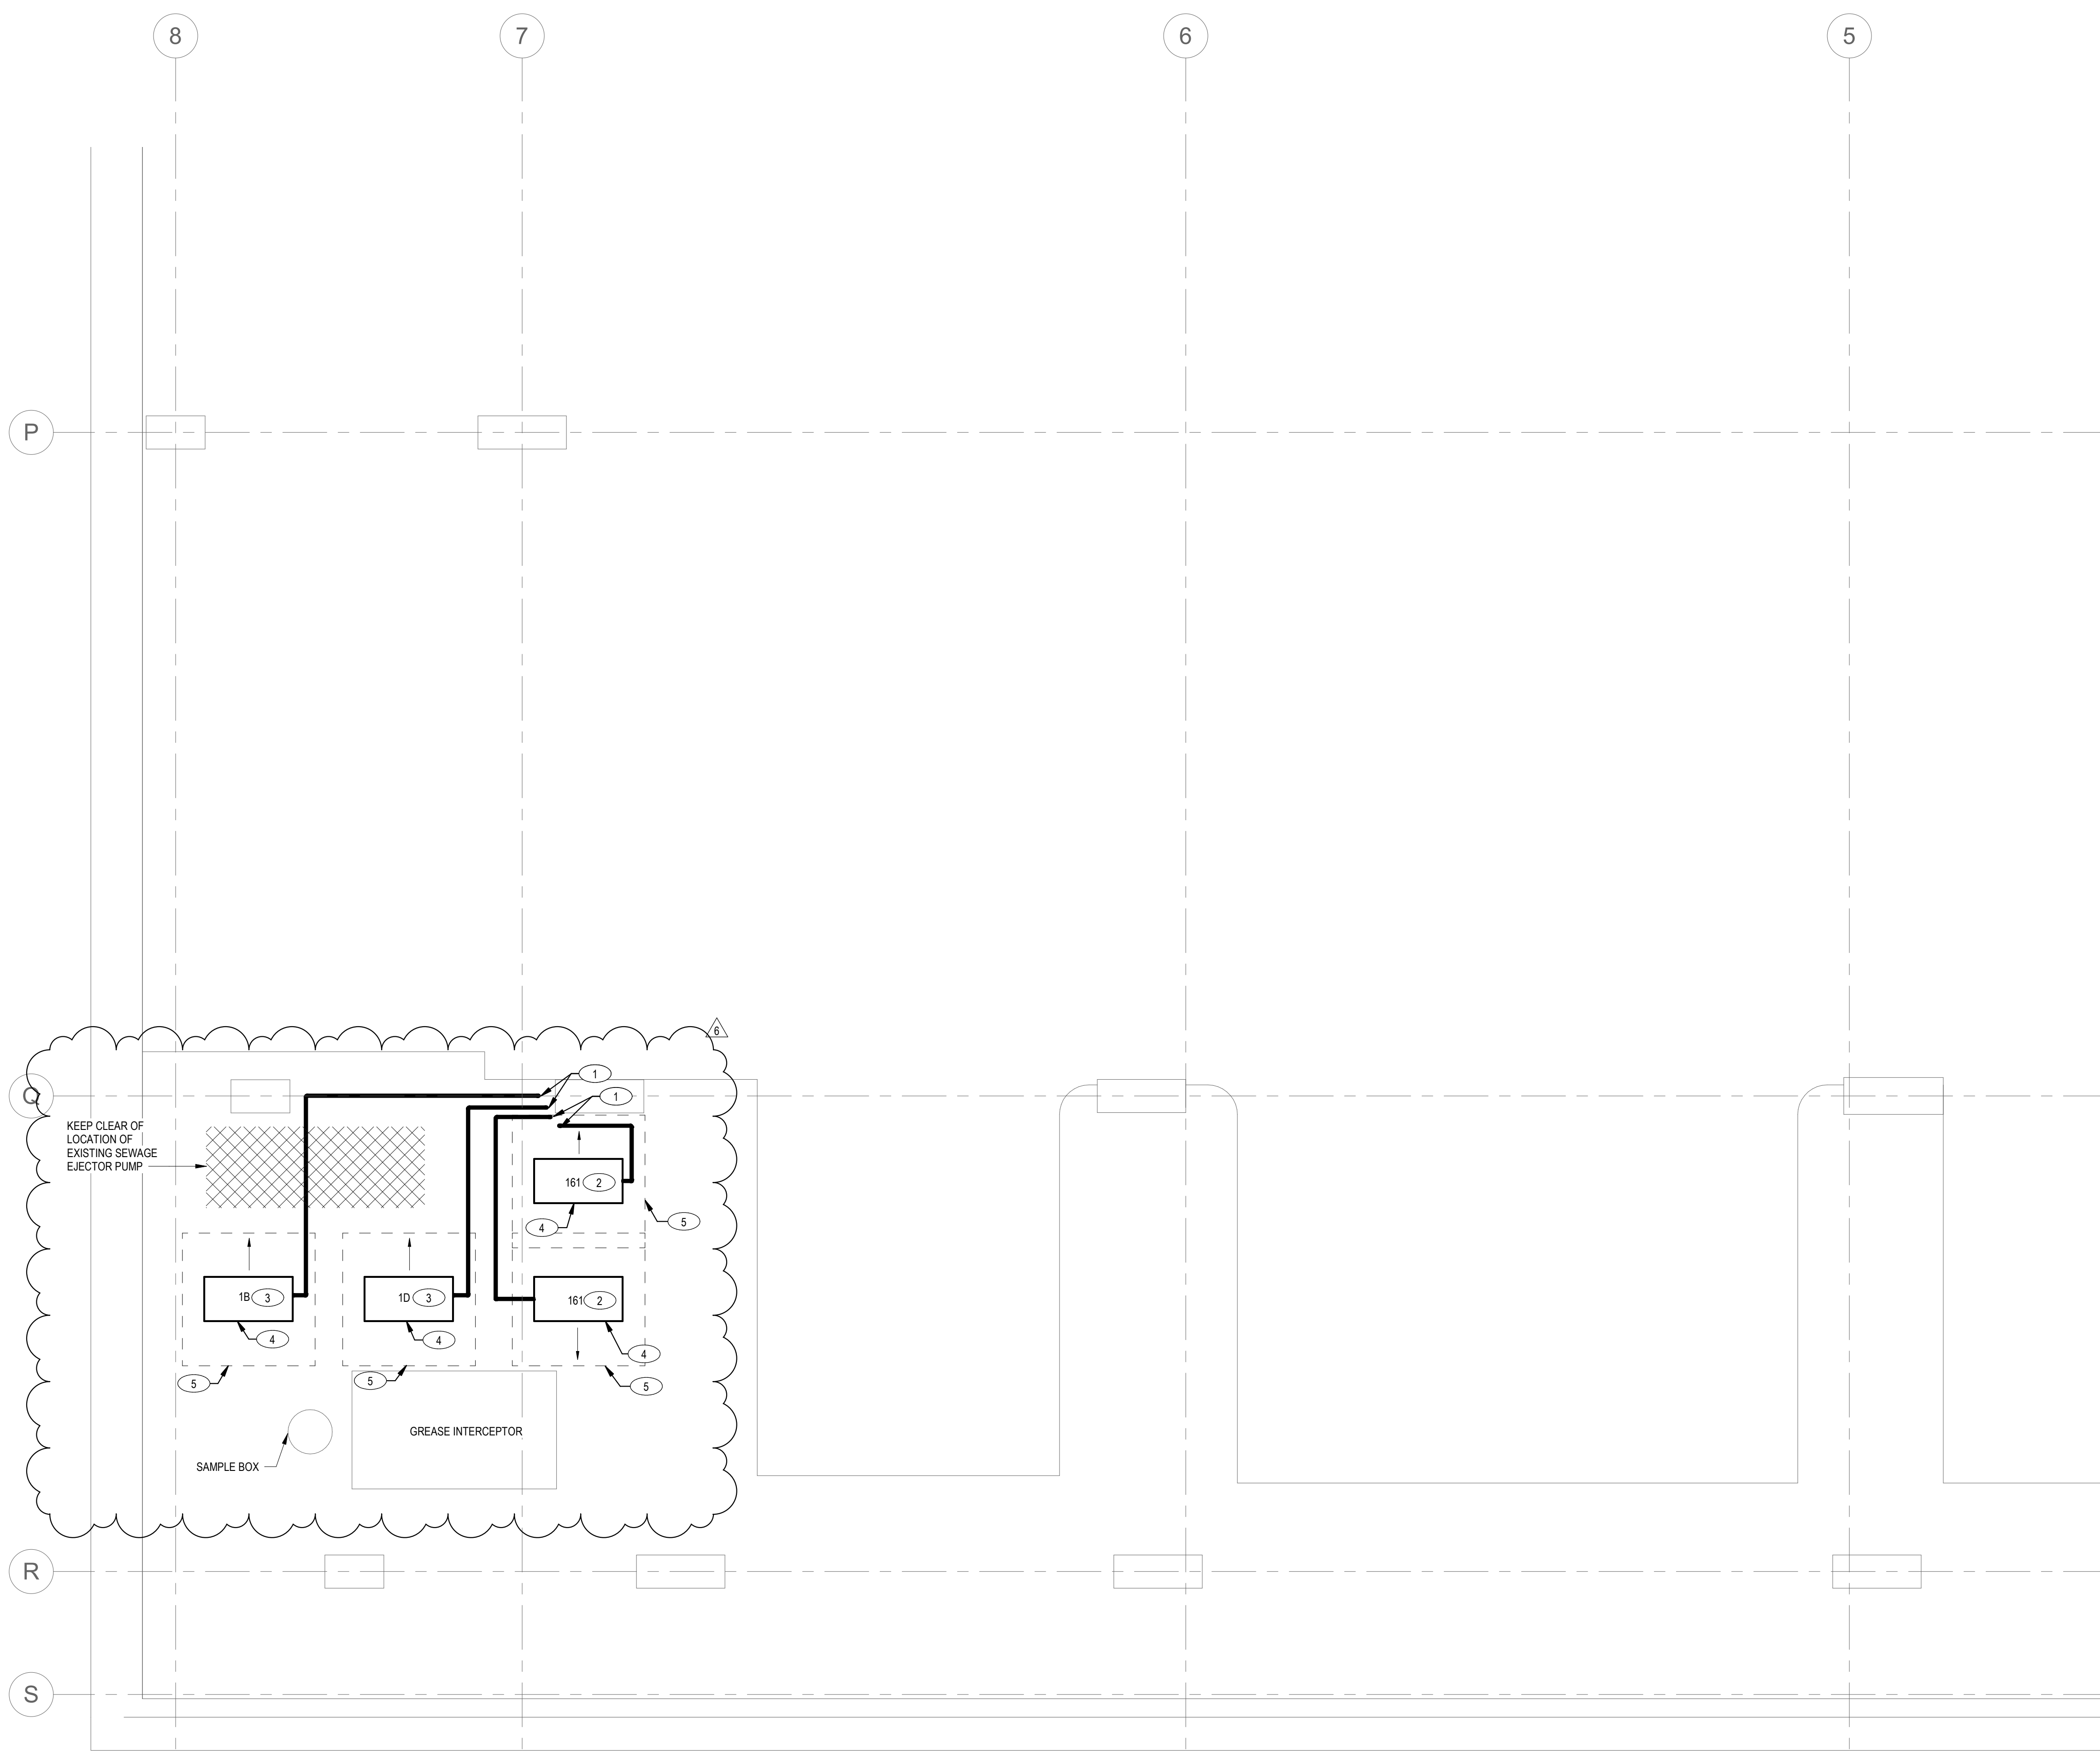 8
7
6
5
P
6
1
Q
1
KEEP CLEAR OF
LOCATION OF
EXISTING SEWAGE
EJECTOR PUMP
161 2
4
5
1B 3
1D 3
161 2
4
4
4
5
5
5
GREASE INTERCEPTOR
SAMPLE BOX
R
S